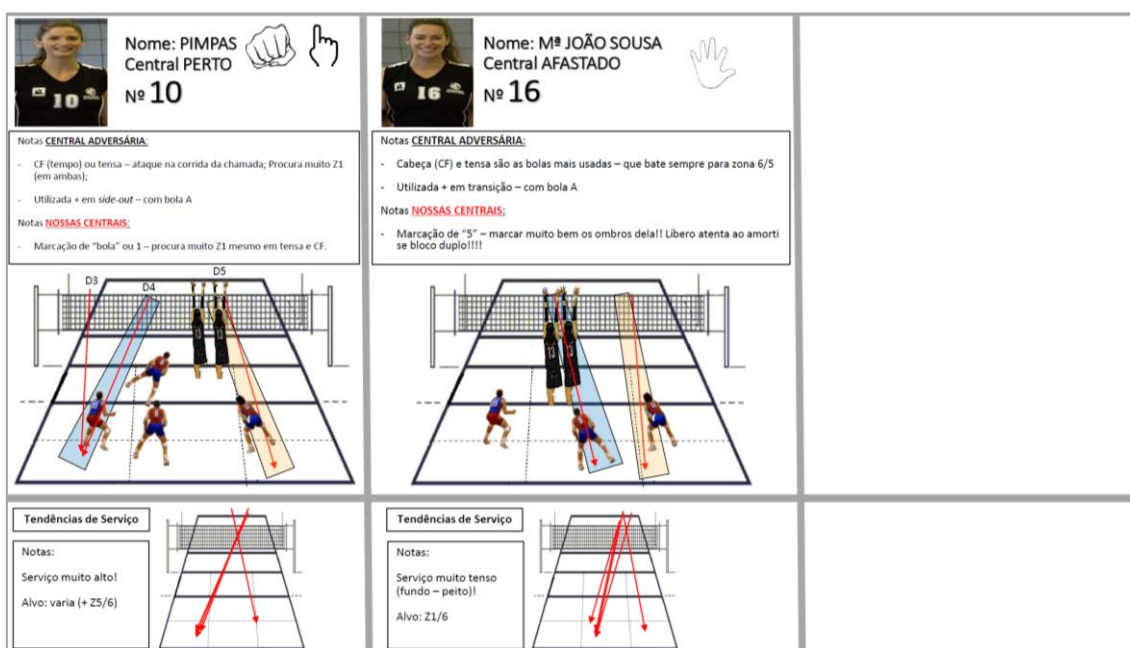 Nome: PIMPAS
Central PERTO
Nº 10
10
Notas CENTRAL ADVERSÁRIA:
- CF (tempo) ou tensa – ataque na corrida da chamada; Procura muito Z1
(em ambas);
- Utilizada + em side-out – com bola A
Notas NOSSAS CENTRAIS:
- Marcação de "bola" ou 1 – procura muito Z1 mesmo em tensa e CF.
D3
D4
D5
Tendências de Serviço
Notas:
Serviço muito alto!
Alvo: varia (+ Z5/6)
Nome: Mª JOÃO SOUSA
Central AFASTADO
Nº 16
16
Notas CENTRAL ADVERSÁRIA:
- Cabeça (CF) e tensa são as bolas mais usadas – que bate sempre para zona 6/5
- Utilizada + em transição – com bola A
Notas NOSSAS CENTRAIS:
- Marcação de "5" – marcar muito bem os ombros dela!! Líbero atenta ao amorti
se bloco duplo!!!!
Tendências de Serviço
Notas:
Serviço muito tenso
(fundo – peito)!
Alvo: Z1/6